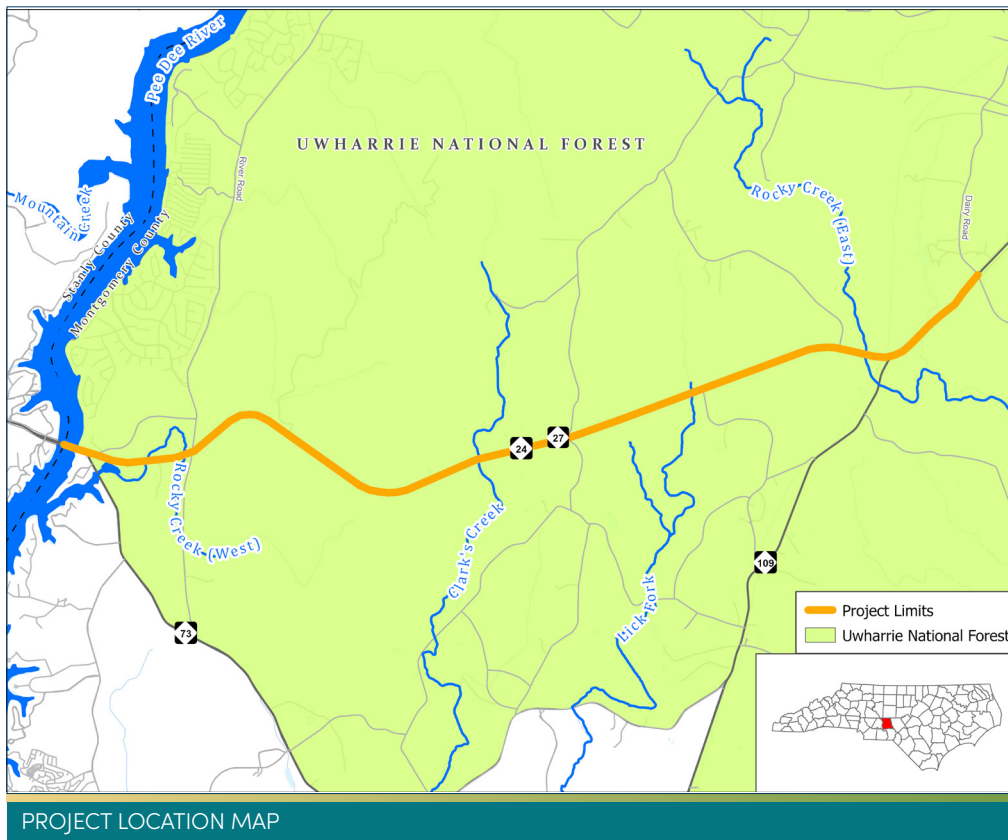 Pee Dee River
UWHARRIE NATIONAL FOREST
River Road
Mountain
Creek
Rocky Creek (East)
Dairy Road
Stanly County
Montgomery County
24
27
Rocky Creek (West)
Clark's Creek
Lick Fork
109
73
Project Limits
Uwharrie National Forest
PROJECT LOCATION MAP